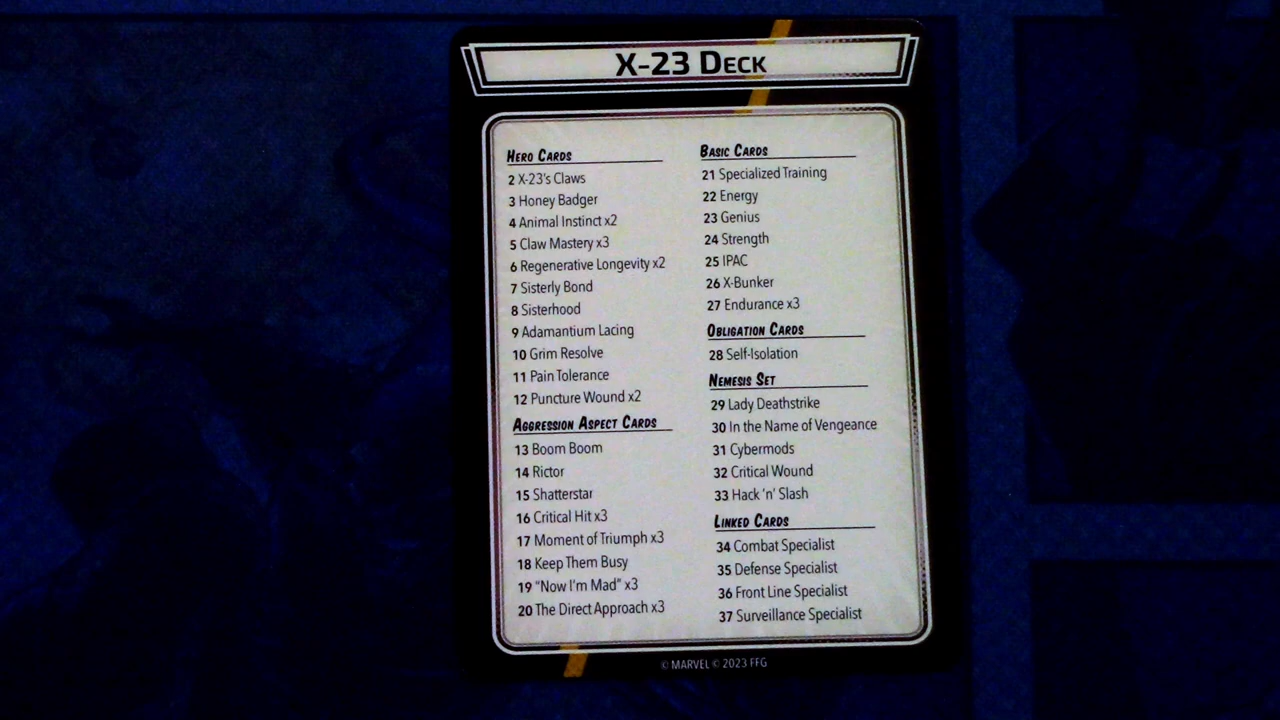 X-23 Deck
Hero Cards
2 X-23's Claws
3 Honey Badger
4 Animal Instinct x2
5 Claw Mastery x3
6 Regenerative Longevity x2
7 Sisterly Bond
8 Sisterhood
9 Adamantium Lacing
10 Grim Resolve
11 Pain Tolerance
12 Puncture Wound x2
Aggression Aspect Cards
13 Boom Boom
14 Rictor
15 Shatterstar
16 Critical Hit x3
17 Moment of Triumph x3
18 Keep Them Busy
19 "Now I'm Mad" x3
20 The Direct Approach x3
Basic Cards
21 Specialized Training
22 Energy
23 Genius
24 Strength
25 IPAC
26 X-Bunker
27 Endurance x3
Obligation Cards
28 Self-Isolation
Nemesis Set
29 Lady Deathstrike
30 In the Name of Vengeance
31 Cybermods
32 Critical Wound
33 Hack 'n' Slash
Linked Cards
34 Combat Specialist
35 Defense Specialist
36 Front Line Specialist
37 Surveillance Specialist
© MARVEL © 2023 FFG